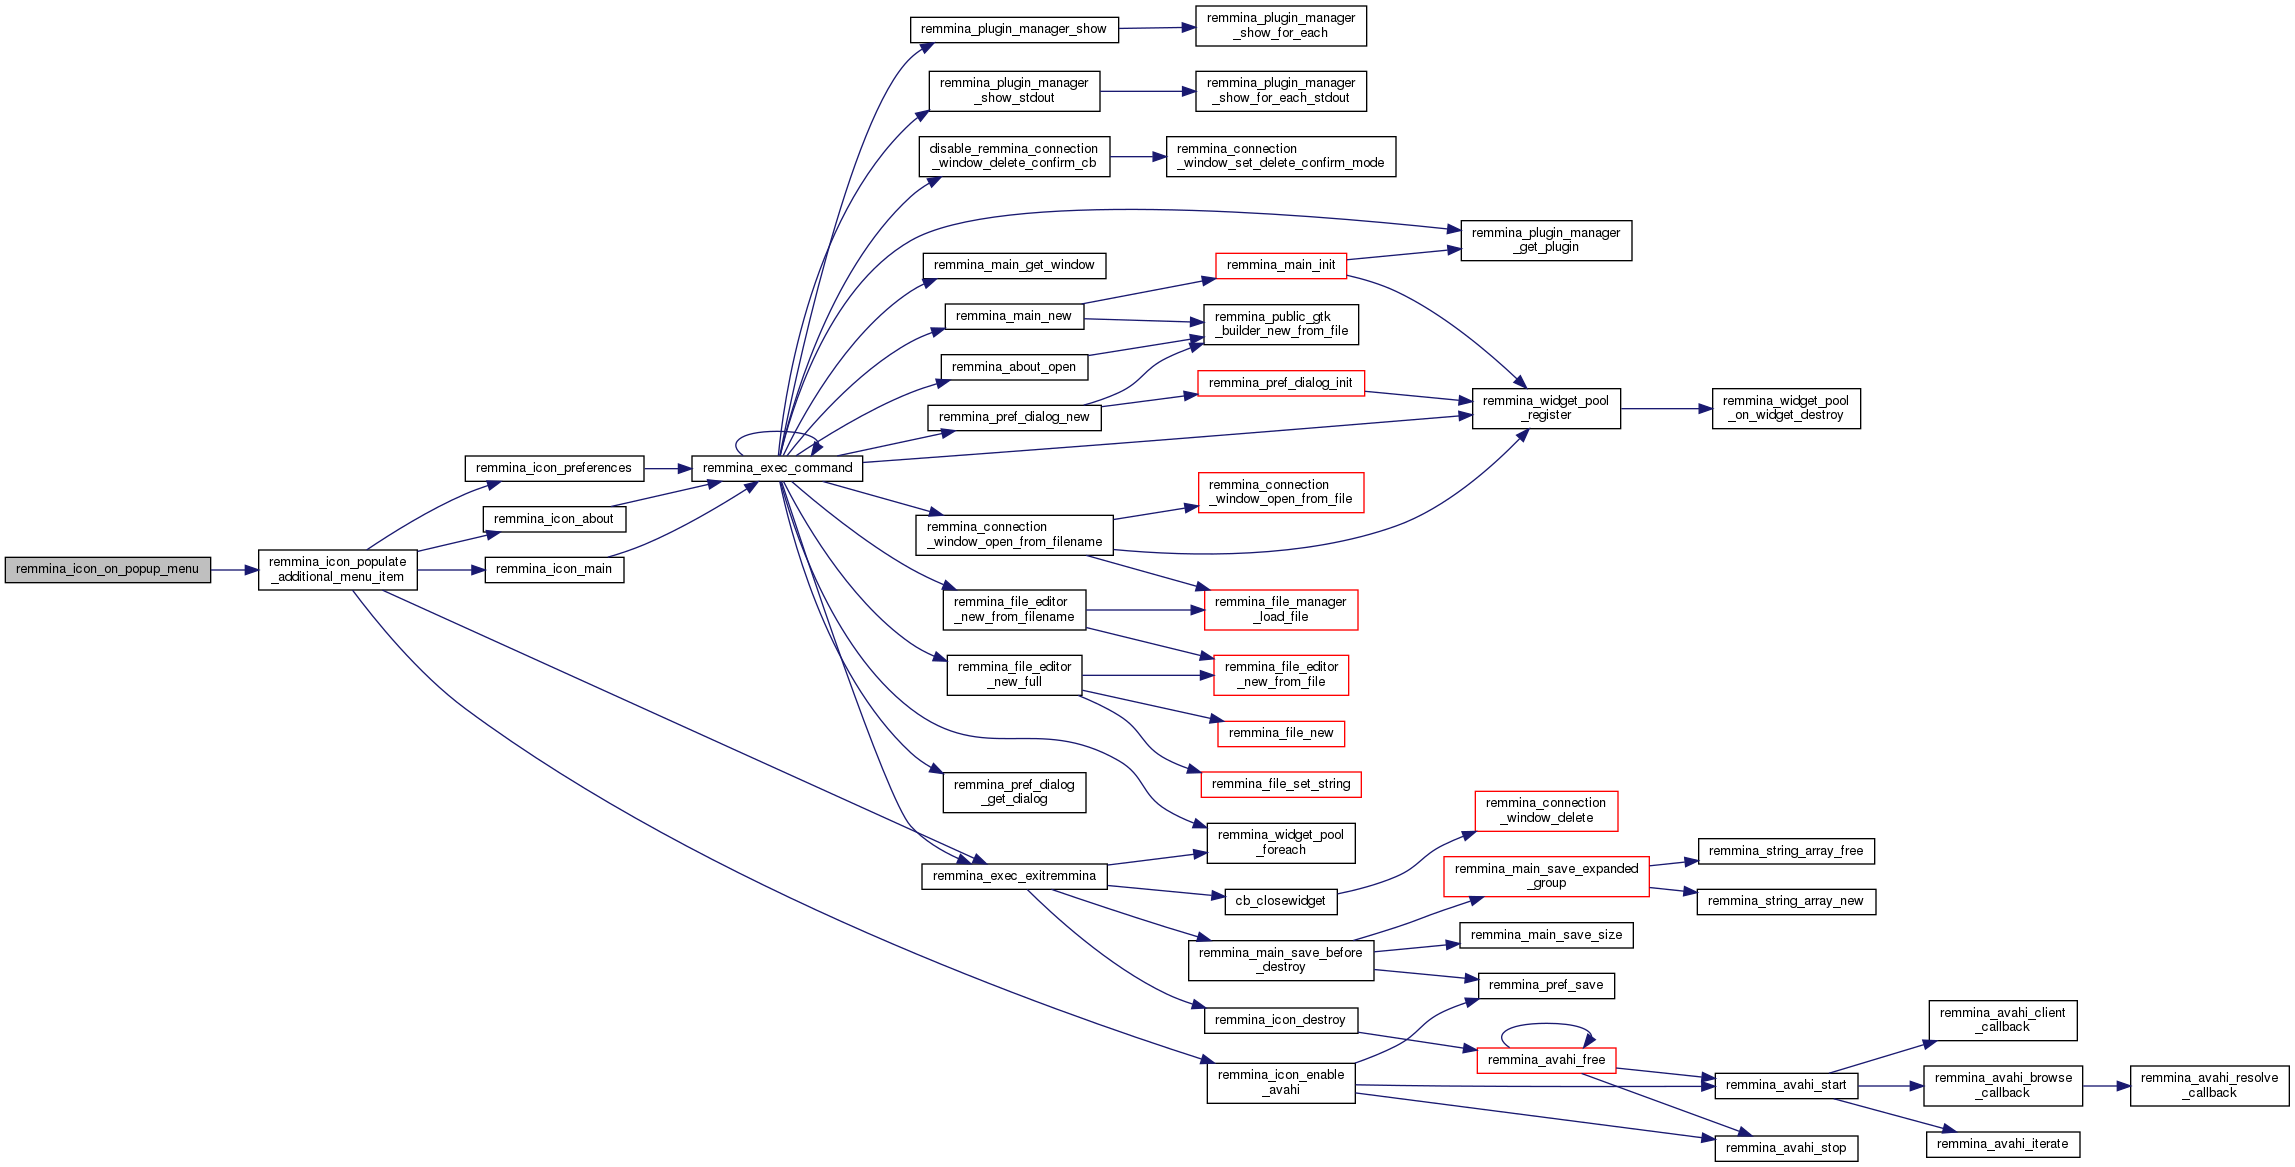 remmina_icon_on_popup_menu
remmina_icon_populate
_additional_menu_item
remmina_icon_preferences
remmina_icon_about
remmina_icon_main
remmina_exec_command
remmina_plugin_manager_show
remmina_plugin_manager
_show_stdout
disable_remmina_connection
_window_delete_confirm_cb
remmina_main_get_window
remmina_main_new
remmina_about_open
remmina_pref_dialog_new
remmina_connection
_window_open_from_filename
remmina_file_editor
_new_from_filename
remmina_file_editor
_new_full
remmina_pref_dialog
_get_dialog
remmina_exec_exitremmina
remmina_plugin_manager
_show_for_each
remmina_plugin_manager
_show_for_each_stdout
remmina_connection
_window_set_delete_confirm_mode
remmina_main_init
remmina_public_gtk
_builder_new_from_file
remmina_pref_dialog_init
remmina_connection
_window_open_from_file
remmina_file_manager
_load_file
remmina_file_editor
_new_from_file
remmina_file_new
remmina_file_set_string
remmina_widget_pool
_foreach
cb_closewidget
remmina_main_save_before
_destroy
remmina_icon_destroy
remmina_icon_enable
_avahi
remmina_plugin_manager
_get_plugin
remmina_widget_pool
_register
remmina_connection
_window_delete
remmina_main_save_expanded
_group
remmina_main_save_size
remmina_pref_save
remmina_avahi_free
remmina_widget_pool
_on_widget_destroy
remmina_string_array_free
remmina_string_array_new
remmina_avahi_start
remmina_avahi_stop
remmina_avahi_client
_callback
remmina_avahi_browse
_callback
remmina_avahi_iterate
remmina_avahi_resolve
_callback